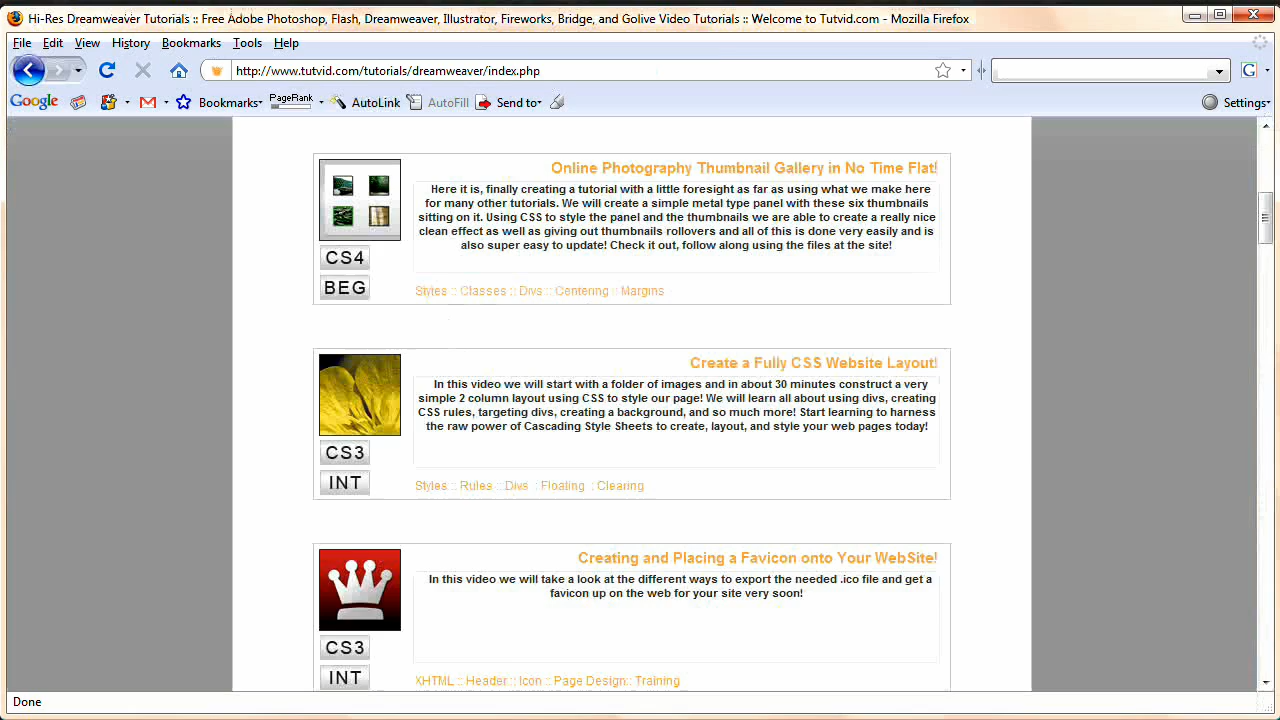 Hi-Res Dreamweaver Tutorials :: Free Adobe Photoshop, Flash, Dreamweaver, Illustrator, Fireworks, Bridge, and Golive Video Tutorials :: Welcome to Tutvid.com - Mozilla Firefox
File Edit View History Bookmarks Tools Help
http://www.tutvid.com/tutorials/dreamweaver/index.php
G
Google Bookmarks PageRank AutoLink AutoFill Send to Settings
Online Photography Thumbnail Gallery in No Time Flat!
Here it is, finally creating a tutorial with a little foresight as far as using what we make here
for many other tutorials. We will create a simple metal type panel with these six thumbnails
sitting on it. Using CSS to style the panel and the thumbnails we are able to create a really nice
clean effect as well as giving out thumbnails rollovers and all of this is done very easily and is
also super easy to update! Check it out, follow along using the files at the site!
CS4
BEG
Styles :: Classes :: Divs :: Centering :: Margins
Create a Fully CSS Website Layout!
In this video we will start with a folder of images and in about 30 minutes construct a very
simple 2 column layout using CSS to style our page! We will learn all about using divs, creating
CSS rules, targeting divs, creating a background, and so much more! Start learning to harness
the raw power of Cascading Style Sheets to create, layout, and style your web pages today!
CS3
INT
Styles :: Rules :: Divs :: Floating :: Clearing
Creating and Placing a Favicon onto Your WebSite!
In this video we will take a look at the different ways to export the needed .ico file and get a
favicon up on the web for your site very soon!
CS3
INT
XHTML :: Header :: Icon :: Page Design :: Training
Done